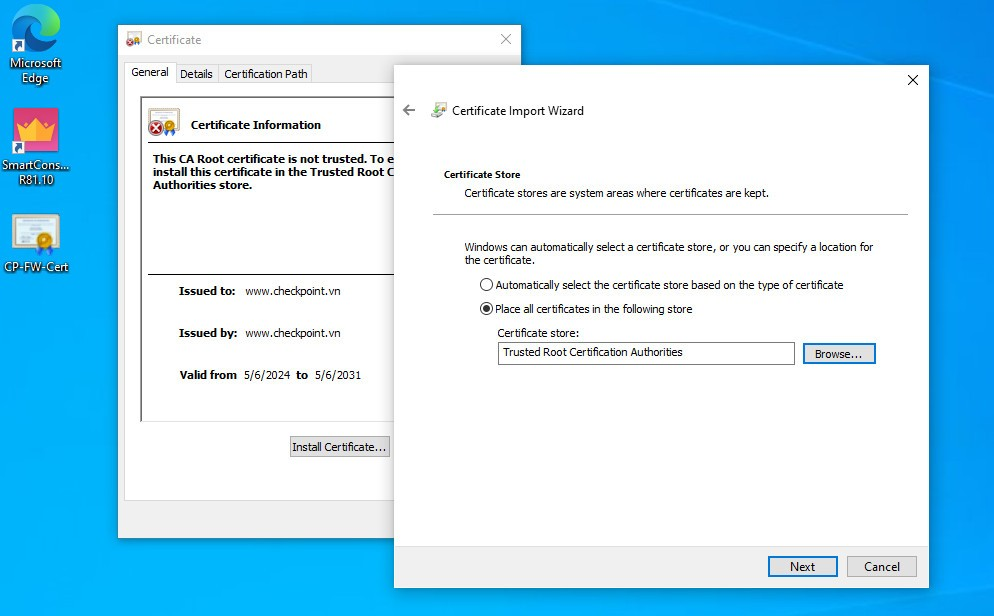 Microsoft
Edge
SmartCons...
R81.10
CP-FW-Cert
Certificate
General
Details
Certification Path
Certificate Information
This CA Root certificate is not trusted. To e
install this certificate in the Trusted Root C
Authorities store.
Issued to: www.checkpoint.vn
Issued by: www.checkpoint.vn
Valid from 5/6/2024 to 5/6/2031
Install Certificate...
Certificate Import Wizard
Certificate Store
Certificate stores are system areas where certificates are kept.
Windows can automatically select a certificate store, or you can specify a location for
the certificate.
Automatically select the certificate store based on the type of certificate
Place all certificates in the following store
Certificate store:
Trusted Root Certification Authorities
Browse...
Next
Cancel